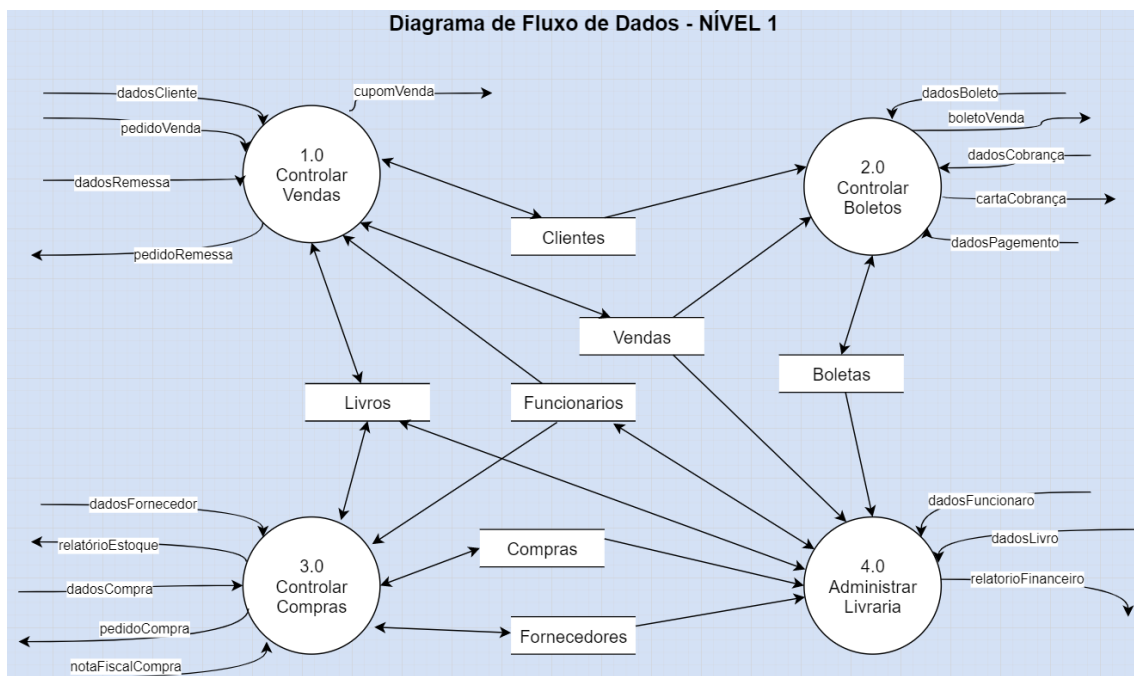 Diagrama de Fluxo de Dados - NÍVEL 1
dadosCliente
cupomVenda
pedidoVenda
dadosRemessa
pedidoRemessa
1.0
Controlar
Vendas
dadosBoleto
boletoVenda
dadosCobrança
cartaCobrança
dadosPagemento
2.0
Controlar
Boletos
Clientes
Vendas
Boletas
Livros
Funcionarios
dadosFornecedor
relatórioEstoque
dadosCompra
pedidoCompra
notaFiscalCompra
3.0
Controlar
Compras
Compras
Fornecedores
4.0
Administrar
Livraria
dadosFuncionaro
dadosLivro
relatorioFinanceiro